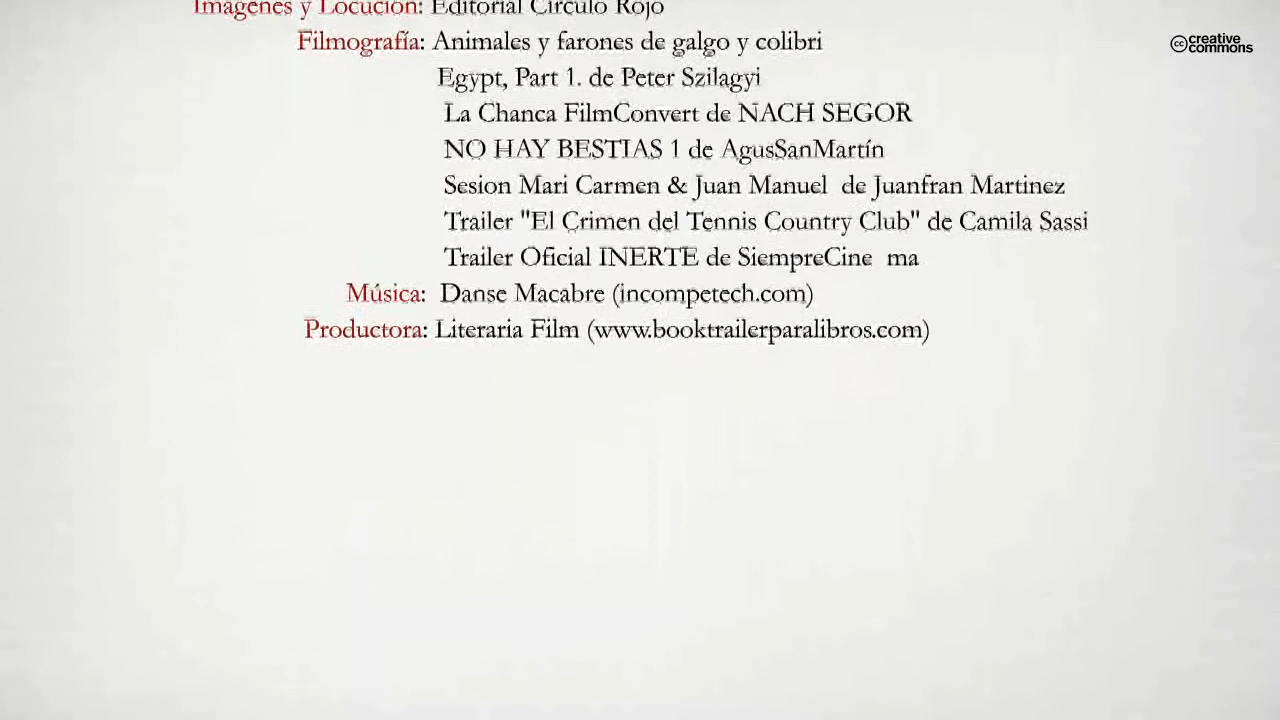 Imágenes y Locución: Editorial Círculo Rojo
Filmografía: Animales y farones de galgo y colibri
creative commons
Egypt, Part 1. de Peter Szilagyi
La Chanca FilmConvert de NACH SEGOR
NO HAY BESTIAS 1 de AgusSanMartín
Sesion Mari Carmen & Juan Manuel  de Juanfran Martinez
Trailer "El Crimen del Tennis Country Club" de Camila Sassi
Trailer Oficial INERTE de SiempreCine  ma
Música:  Danse Macabre (incompetech.com)
Productora: Literaria Film (www.booktrailerparalibros.com)